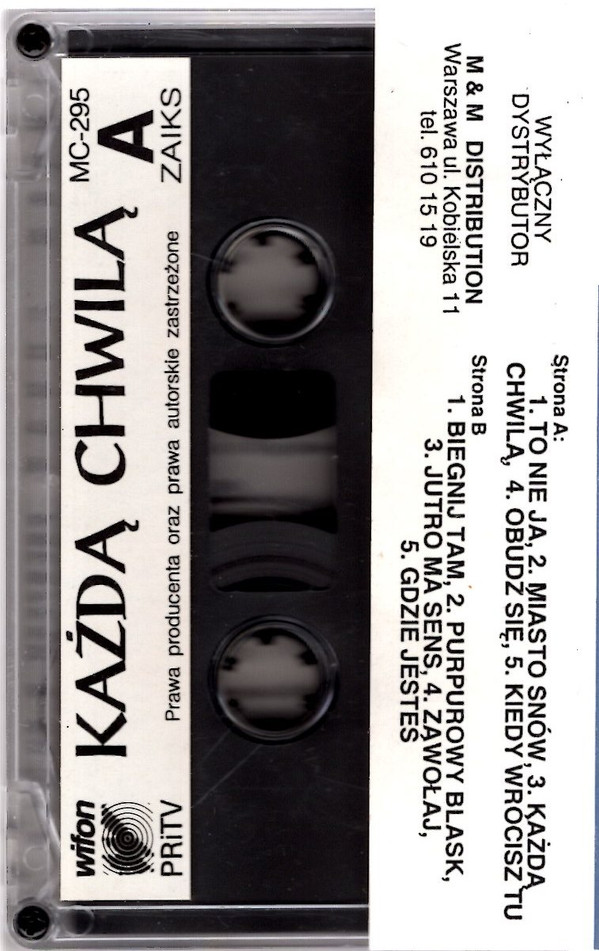 wifon
PRiTV
KAŻDĄ CHWILĄ
Prawa producenta oraz prawa autorskie zastrzeżone
MC-295
A
ZAIKS
WYŁĄCZNY
DYSTRYBUTOR
M & M DISTRIBUTION
Warszawa ul. Kobielska 11
tel. 610 15 19
Strona A:
1. TO NIE JA, 2. MIASTO SNÓW, 3. KAŻDĄ
CHWILĄ, 4. OBUDŹ SIĘ, 5. KIEDY WRÓCISZ TU
Strona B
1. BIEGNIJ TAM, 2. PURPUROWY BLASK,
3. JUTRO MA SENS, 4. ZAWOŁAJ,
5. GDZIE JESTEŚ